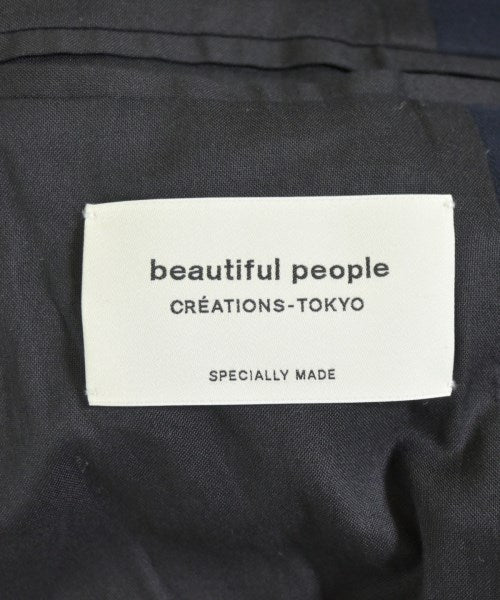 beautiful people
CRÉATIONS-TOKYO
SPECIALLY MADE